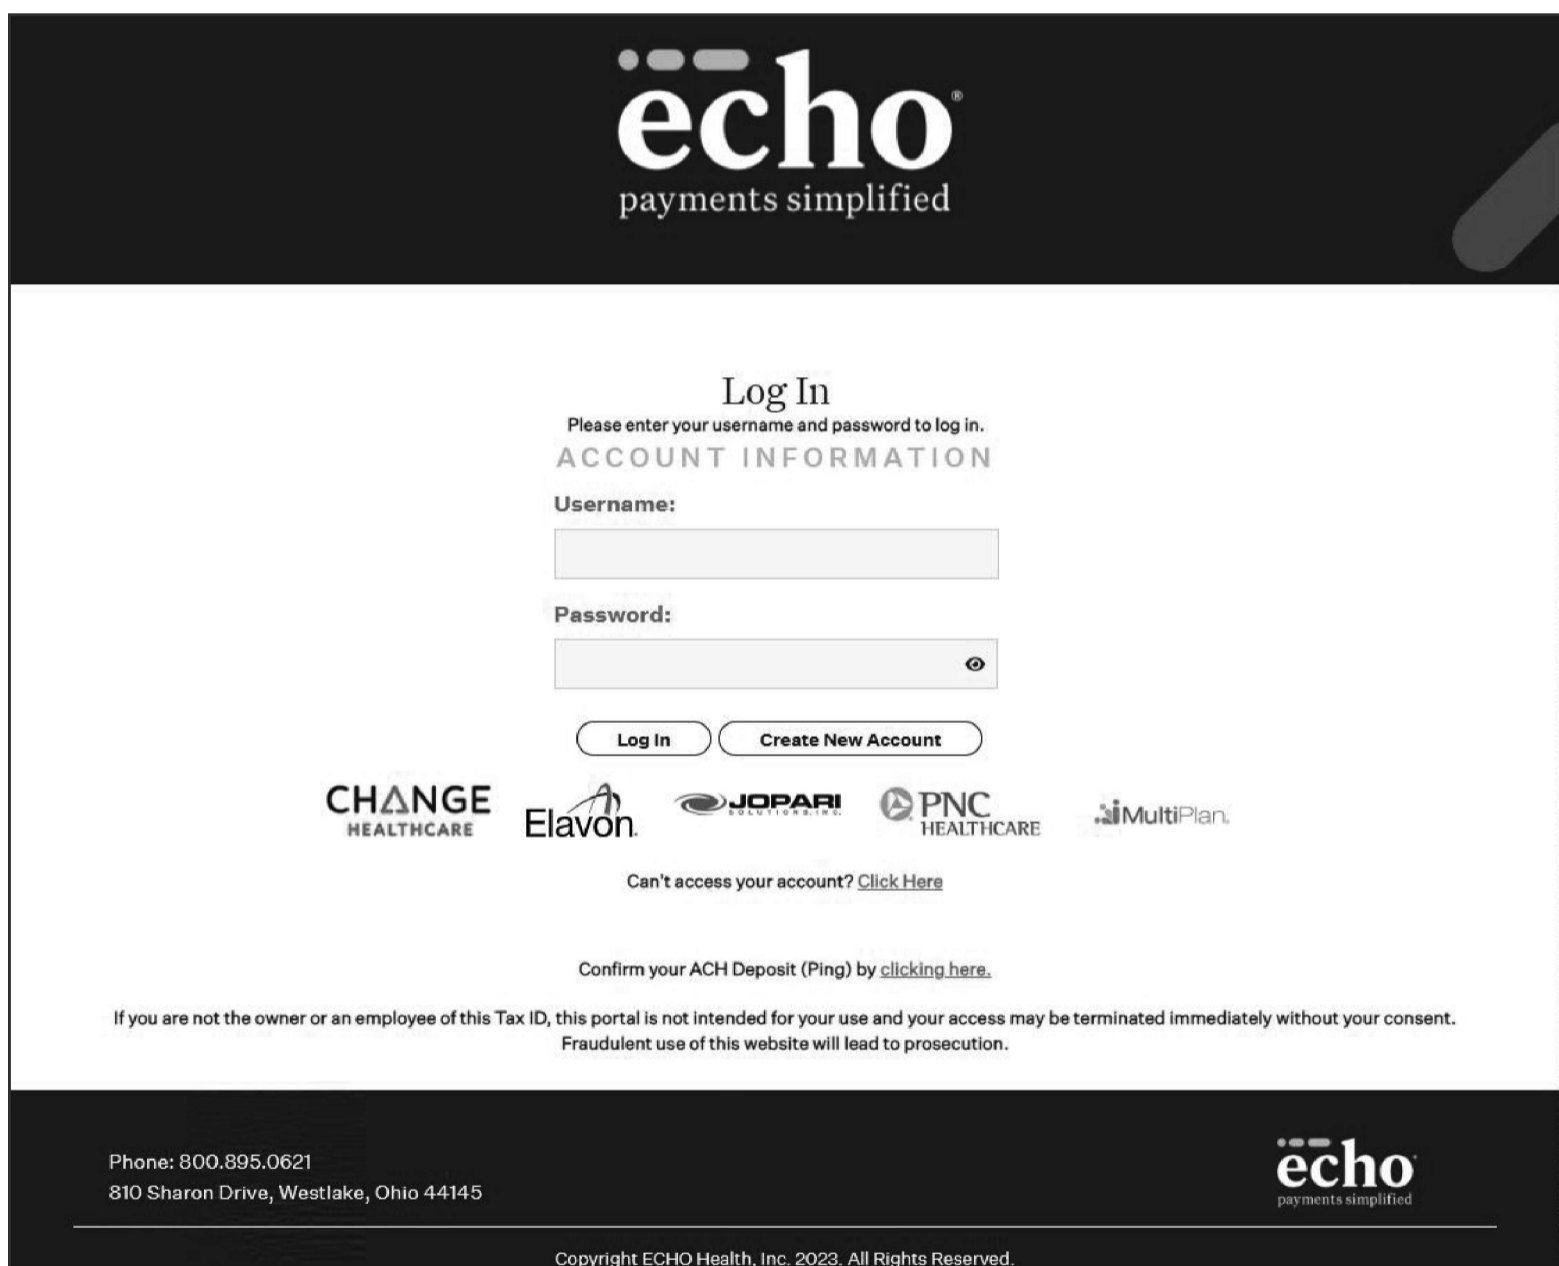 echo®
payments simplified
Log In
Please enter your username and password to log in.
ACCOUNT INFORMATION
Username:
Password:
Log In Create New Account
CHANGE HEALTHCARE
Elavon
JOPARI SOLUTIONS, INC.
PNC HEALTHCARE
MultiPlan.
Can't access your account? Click Here
Confirm your ACH Deposit (Ping) by clicking here.
If you are not the owner or an employee of this Tax ID, this portal is not intended for your use and your access may be terminated immediately without your consent.
Fraudulent use of this website will lead to prosecution.
Phone: 800.895.0621
810 Sharon Drive, Westlake, Ohio 44145
echo
payments simplified
Copyright ECHO Health, Inc. 2023. All Rights Reserved.